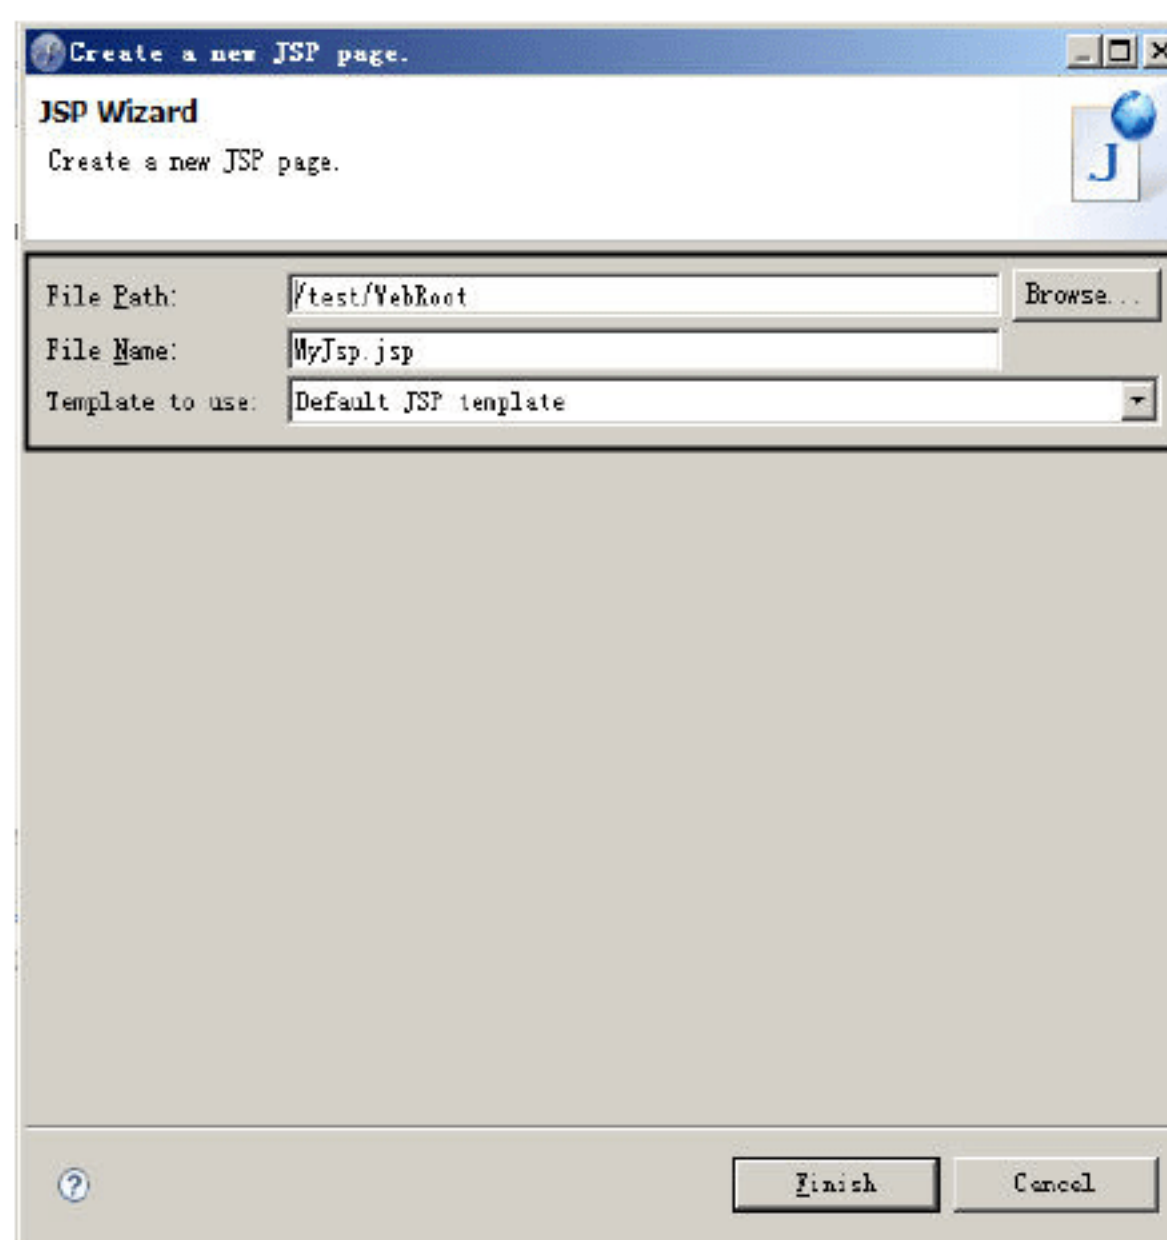 Create a new JSP page.
JSP Wizard
Create a new JSP page.
J
File Path: /test/WebRoot Browse...
File Name: MyJsp.jsp
Template to use: Default JSP template
? Finish Cancel